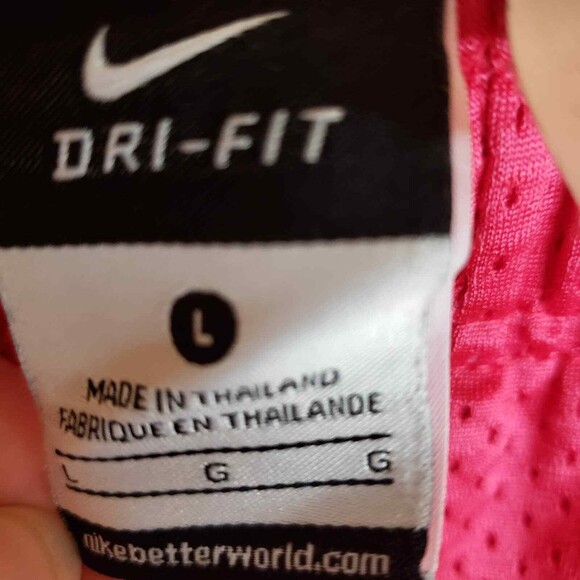 DRI-FIT
L
MADE IN THAILAND
FABRIQUE EN THAILANDE
L G G
nikebetterworld.com